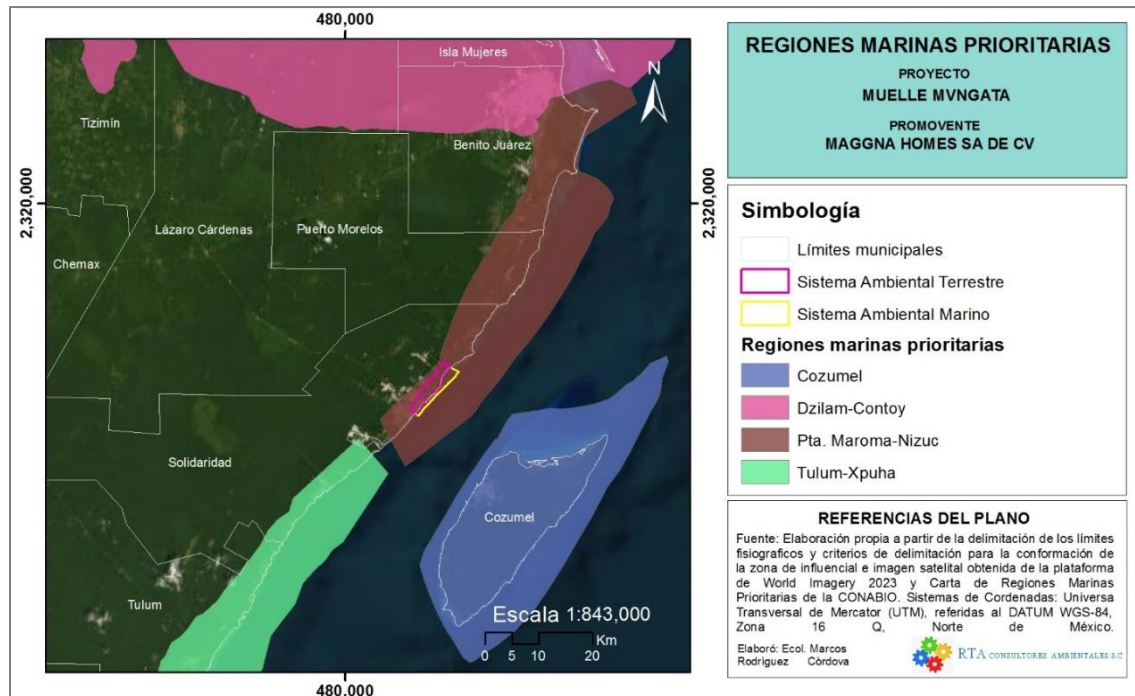 480,000
Isla Mujeres
N
Tizimín
Benito Juárez
2,320,000
2,320,000
Lázaro Cárdenas
Puerto Morelos
Chemax
Solidaridad
Cozumel
Tulum
Escala 1:843,000
Km
0 5 10 20
480,000
REGIONES MARINAS PRIORITARIAS
PROYECTO
MUELLE MVNGATA
PROMOVENTE
MAGGNA HOMES SA DE CV
Simbología
Límites municipales
Sistema Ambiental Terrestre
Sistema Ambiental Marino
Regiones marinas prioritarias
Cozumel
Dzilam-Contoy
Pta. Maroma-Nizuc
Tulum-Xpuha
REFERENCIAS DEL PLANO
Fuente: Elaboración propia a partir de la delimitación de los límites
fisiograficos y criterios de delimitación para la conformación de
la zona de influencial e imagen satelital obtenida de la plataforma
de World Imagery 2023 y Carta de Regiones Marinas
Prioritarias de la CONABIO. Sistemas de Cordenadas: Universa
Transversal de Mercator (UTM), referidas al DATUM WGS-84,
Zona 16 Q, Norte de México.
Elaboró: Ecol. Marcos
Rodrìguez Còrdova
RTA CONSULTORES AMBIENTALES S.C